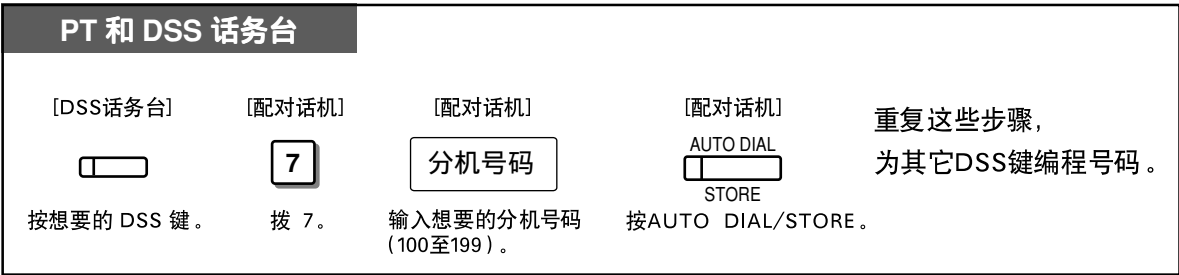 PT 和 DSS 话务台
[DSS话务台]
按想要的 DSS 键。
[配对话机]
7
拨 7。
[配对话机]
分机号码
输入想要的分机号码
(100至199)。
[配对话机]
AUTO DIAL
STORE
按AUTO DIAL/STORE。
重复这些步骤,
为其它DSS键编程号码。